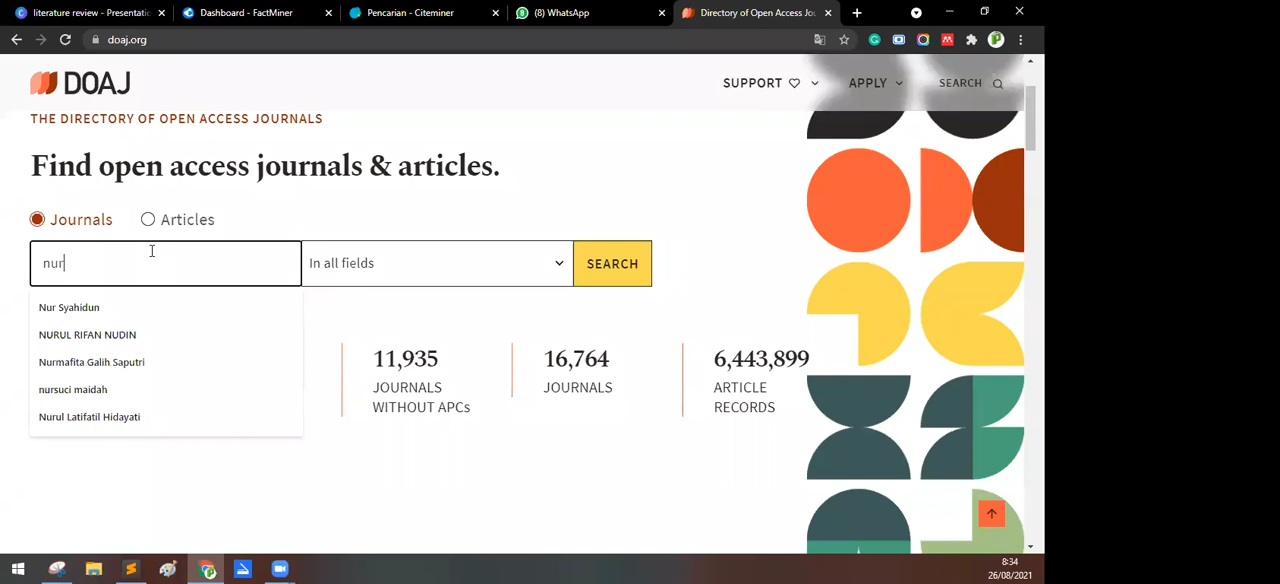 literature review - Presentatio
Dashboard - FactMiner
Pencarian - Citeminer
(8) WhatsApp
Directory of Open Access Jou
doaj.org
DOAJ
SUPPORT
APPLY
SEARCH
THE DIRECTORY OF OPEN ACCESS JOURNALS
Find open access journals & articles.
Journals
Articles
nur
In all fields
SEARCH
Nur Syahidun
NURUL RIFAN NUDIN
Nurmafita Galih Saputri
nursuci maidah
Nurul Latifatil Hidayati
11,935
JOURNALS
WITHOUT APCs
16,764
JOURNALS
6,443,899
ARTICLE
RECORDS
8:34
26/08/2021